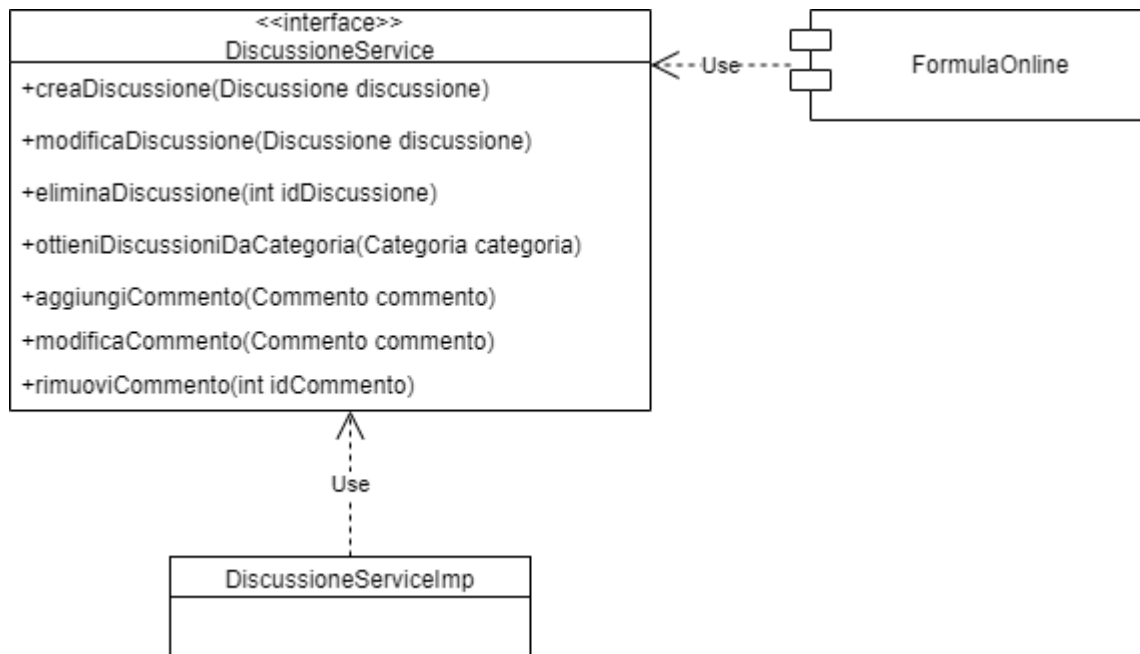 <<interface>>
DiscussioneService
+creaDiscussione(Discussione discussione)
+modificaDiscussione(Discussione discussione)
+eliminaDiscussione(int idDiscussione)
+ottieniDiscussioniDaCategoria(Categoria categoria)
+aggiungiCommento(Commento commento)
+modificaCommento(Commento commento)
+rimuoviCommento(int idCommento)
Use
FormulaOnline
Use
DiscussioneServiceImp